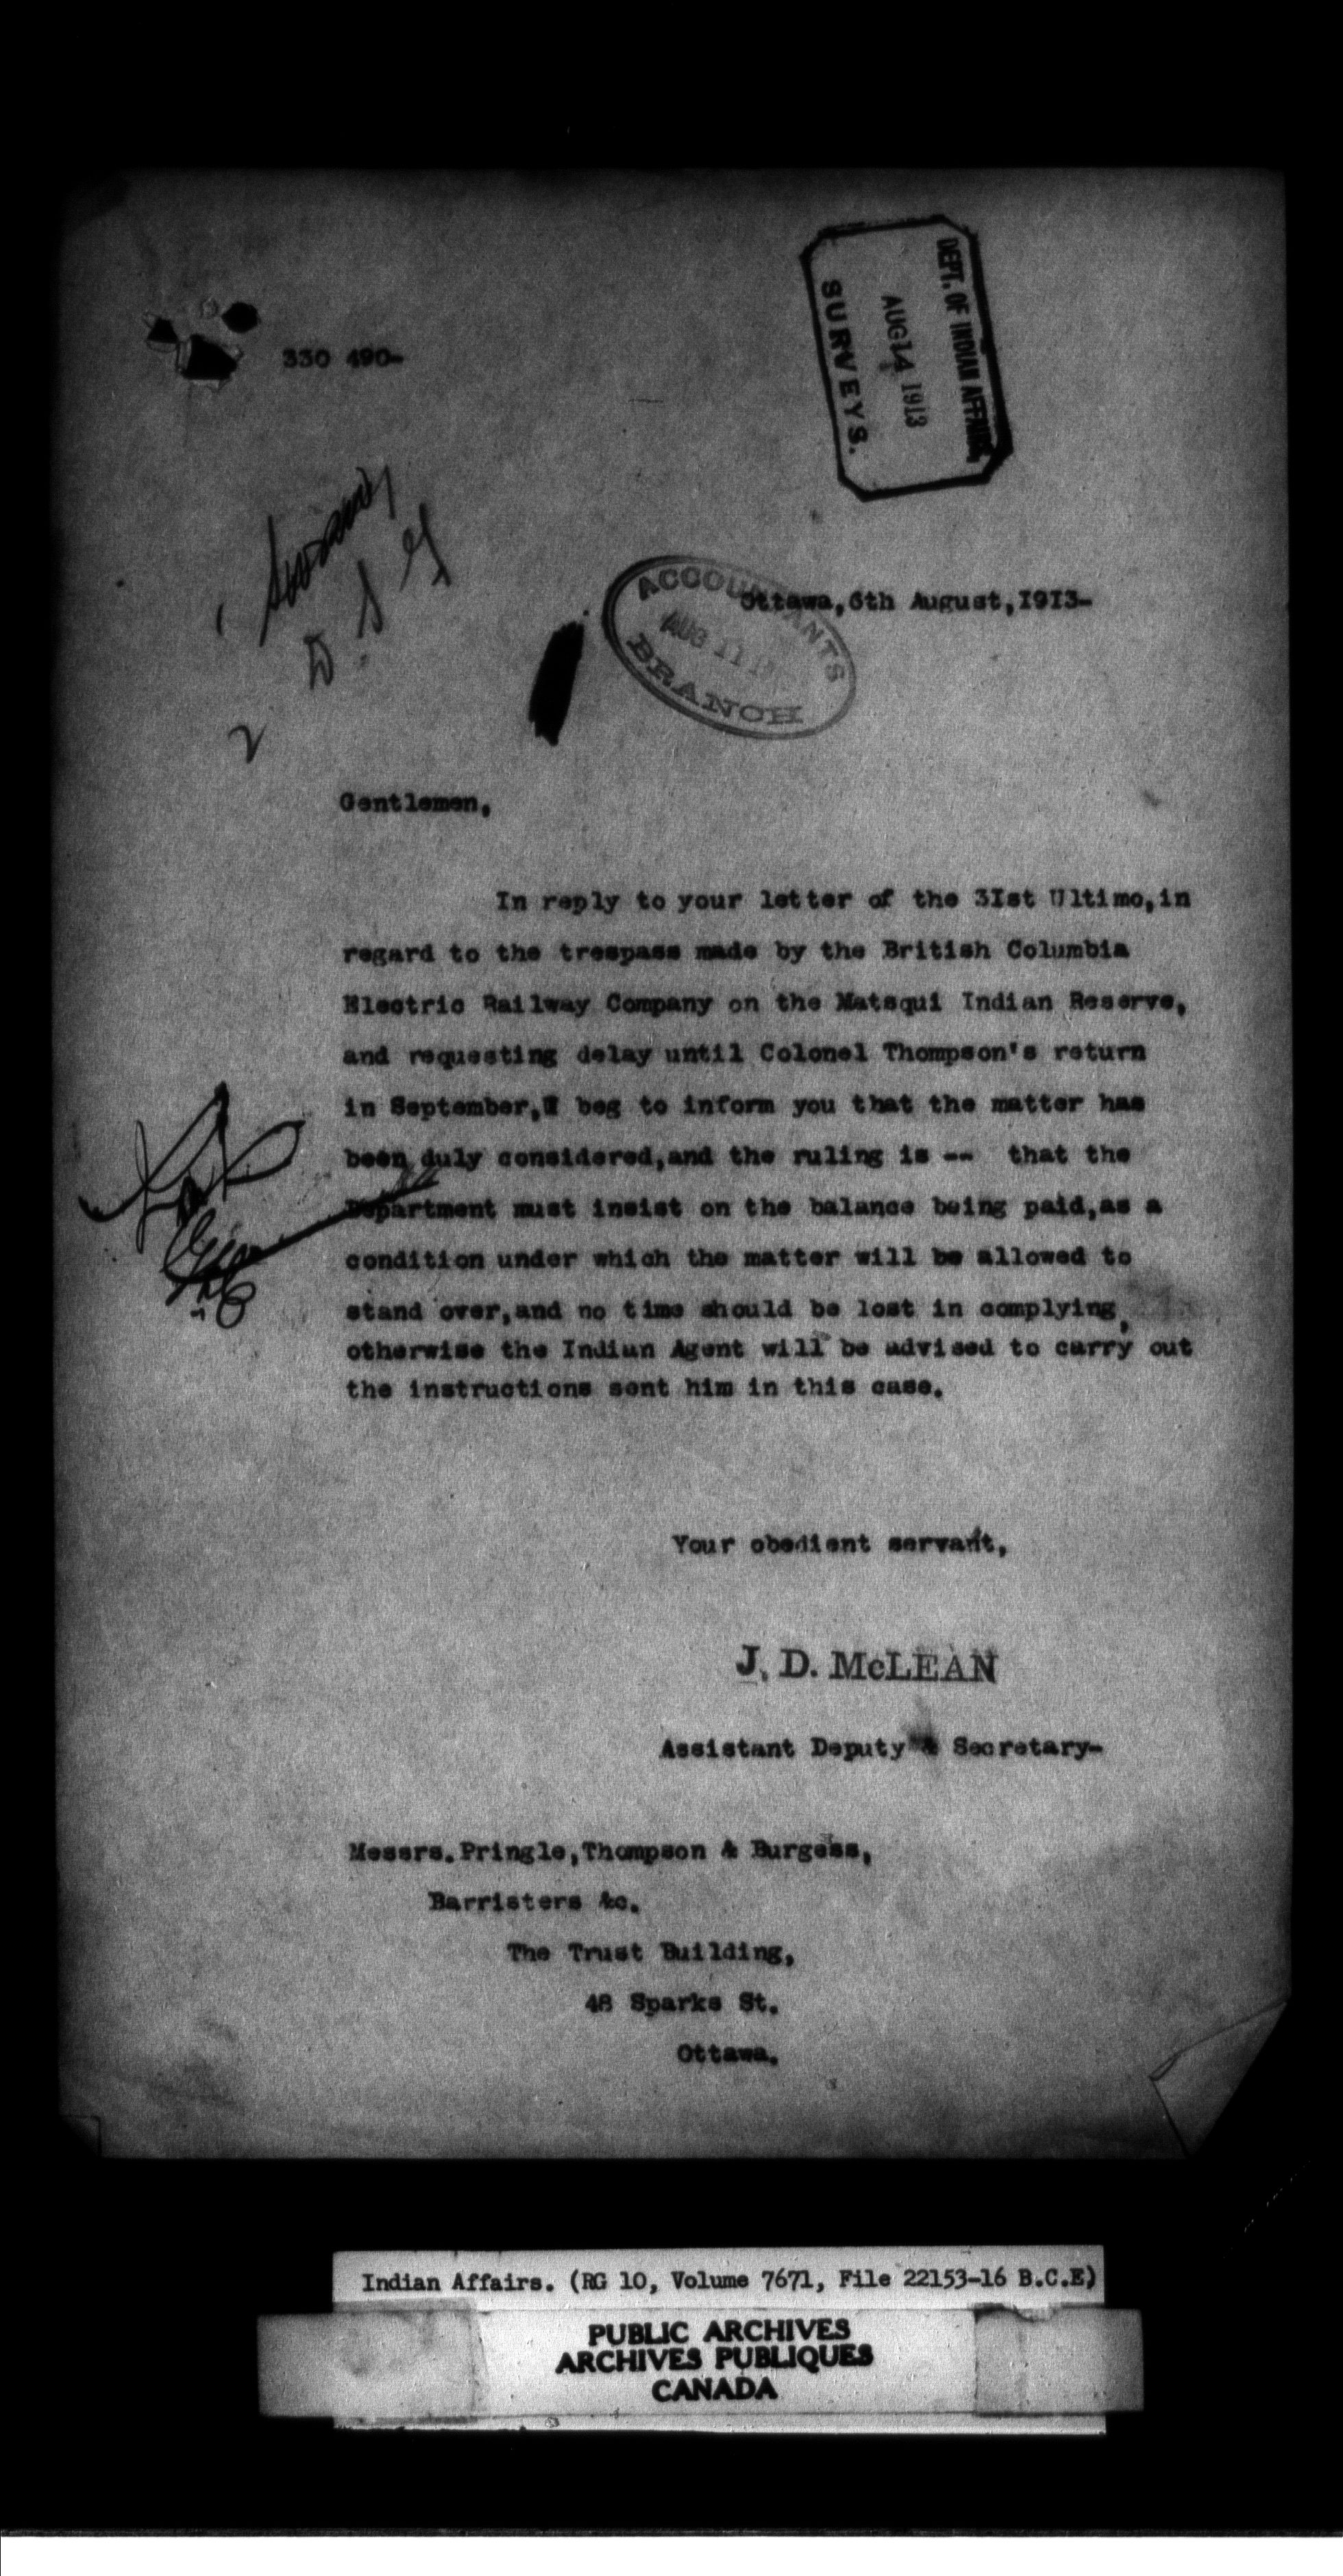 DEPT. OF INDIAN AFFAIRS,
AUG 14 1913
SURVEYS.
330 490-
D. S. G
2
ACCOUNTANTS
AUG 11
BRANCH
Ottawa,6th August,I9I3-
Gentlemen,
In reply to your letter of the 3Ist Ultimo,in
regard to the trespass made by the British Columbia
Electric Railway Company on the Matsqui Indian Reserve,
and requesting delay until Colonel Thompson's return
in September,I beg to inform you that the matter has
been duly considered,and the ruling is -- that the
Department must insist on the balance being paid,as a
condition under which the matter will be allowed to
stand over,and no time should be lost in complying,
otherwise the Indian Agent will be advised to carry out
the instructions sent him in this case.
Your obedient servant,
J. D. McLEAN
Assistant Deputy & Secretary-
Messrs.Pringle,Thompson & Burgess,
Barristers &c.
The Trust Building,
48 Sparks St.
Ottawa.
Indian Affairs. (RG 10, Volume 7671, File 22153-16 B.C.E)
PUBLIC ARCHIVES
ARCHIVES PUBLIQUES
CANADA